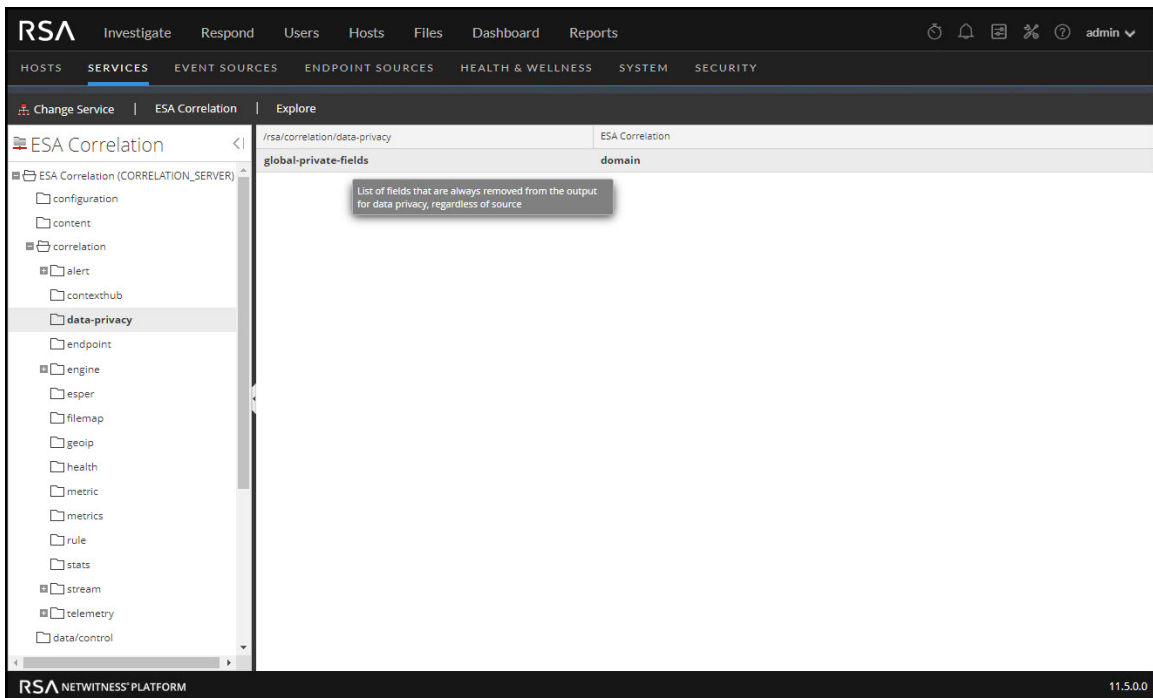 RSA Investigate Respond Users Hosts Files Dashboard Reports admin
HOSTS SERVICES EVENT SOURCES ENDPOINT SOURCES HEALTH & WELLNESS SYSTEM SECURITY
Change Service | ESA Correlation | Explore
ESA Correlation
ESA Correlation (CORRELATION_SERVER)
configuration
content
correlation
alert
contexthub
data-privacy
endpoint
engine
esper
filemap
geoip
health
metric
metrics
rule
stats
stream
telemetry
data/control
/rsa/correlation/data-privacy ESA Correlation
global-private-fields domain
List of fields that are always removed from the output
for data privacy, regardless of source
RSA NETWITNESS® PLATFORM 11.5.0.0